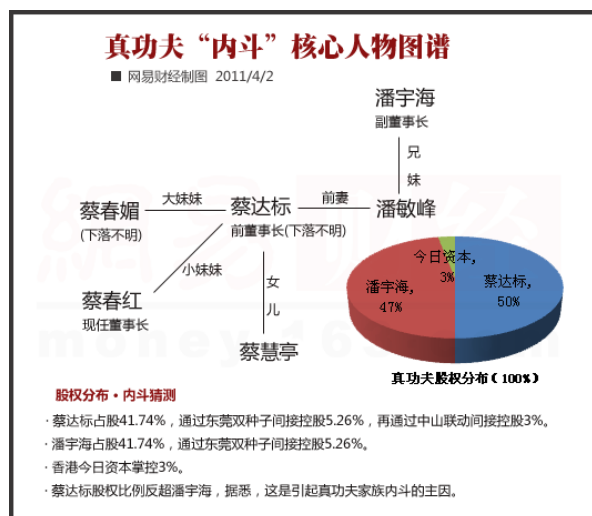 真功夫“内斗”核心人物图谱
■ 网易财经制图 2011/4/2
潘宇海
副董事长
兄
妹
蔡春媚
(下落不明)
大妹妹
蔡达标
前董事长(下落不明)
前妻
潘敏峰
小妹妹
蔡春红
现任董事长
女
儿
蔡慧亭
今日资本,
3%
潘宇海,
47%
蔡达标,
50%
真功夫股权分布(100%)
money.163.com
股权分布·内斗猜测
·蔡达标占股41.74%，通过东莞双种子间接控股5.26%，再通过中山联动间接控股3%。
·潘宇海占股41.74%，通过东莞双种子间接控股5.26%。
·香港今日资本掌控3%。
·蔡达标股权比例反超潘宇海，据悉，这是引起真功夫家族内斗的主因。